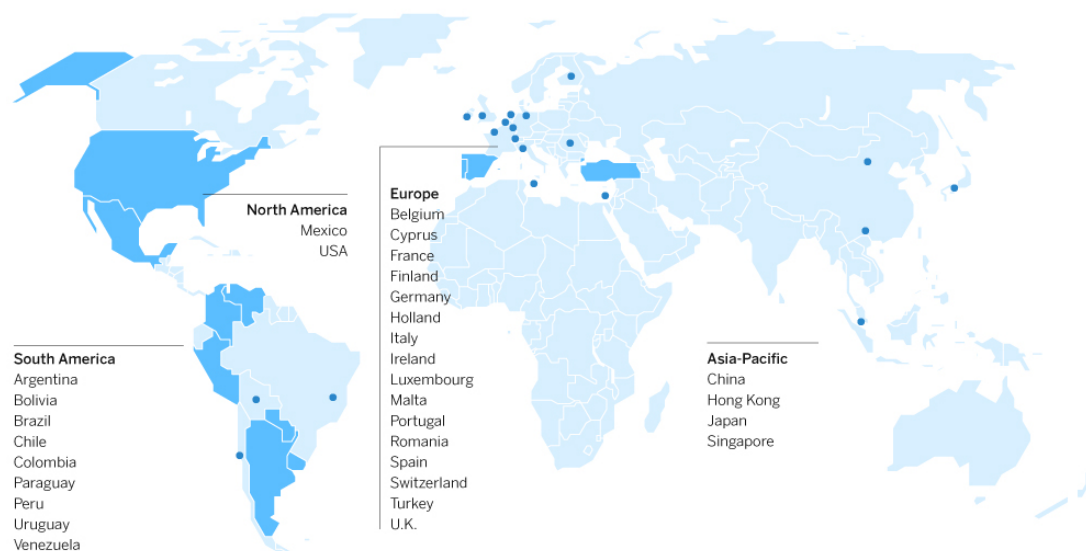 North America
Mexico
USA
South America
Argentina
Bolivia
Brazil
Chile
Colombia
Paraguay
Peru
Uruguay
Venezuela
Europe
Belgium
Cyprus
France
Finland
Germany
Holland
Italy
Ireland
Luxembourg
Malta
Portugal
Romania
Spain
Switzerland
Turkey
U.K.
Asia-Pacific
China
Hong Kong
Japan
Singapore